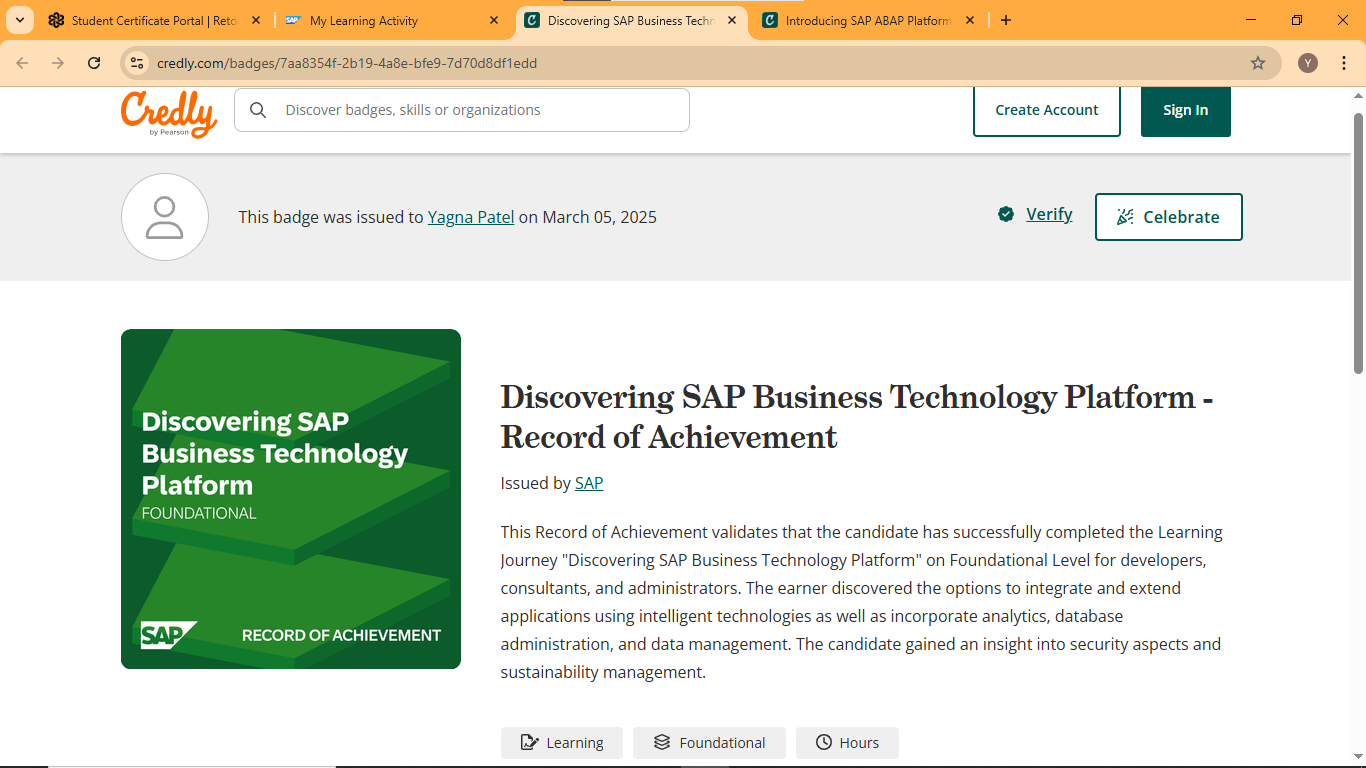 Student Certificate Portal | Reto
My Learning Activity
Discovering SAP Business Techn
Introducing SAP ABAP Platform
credly.com/badges/7aa8354f-2b19-4a8e-bfe9-7d70d8df1edd
Y
Credly
by Pearson
Discover badges, skills or organizations
Create Account
Sign In
This badge was issued to Yagna Patel on March 05, 2025
Verify
Celebrate
Discovering SAP
Business Technology
Platform
FOUNDATIONAL
SAP
RECORD OF ACHIEVEMENT
Discovering SAP Business Technology Platform -
Record of Achievement
Issued by SAP
This Record of Achievement validates that the candidate has successfully completed the Learning
Journey "Discovering SAP Business Technology Platform" on Foundational Level for developers,
consultants, and administrators. The earner discovered the options to integrate and extend
applications using intelligent technologies as well as incorporate analytics, database
administration, and data management. The candidate gained an insight into security aspects and
sustainability management.
Learning
Foundational
Hours